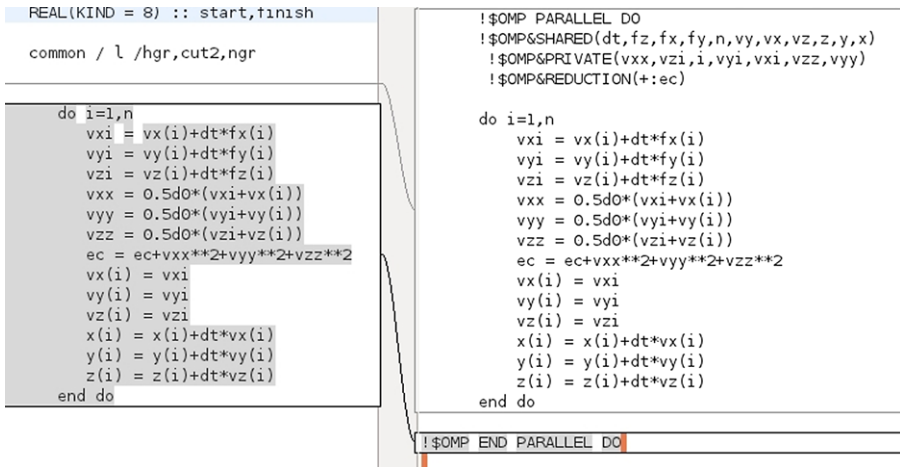 REAL(KIND = 8) :: start,finish
common / l /hgr,cut2,ngr
do i=1,n
vxi = vx(i)+dt*fx(i)
vyi = vy(i)+dt*fy(i)
vzi = vz(i)+dt*fz(i)
vxx = 0.5d0*(vxi+vx(i))
vyy = 0.5d0*(vyi+vy(i))
vzz = 0.5d0*(vzi+vz(i))
ec = ec+vxx**2+vyy**2+vzz**2
vx(i) = vxi
vy(i) = vyi
vz(i) = vzi
x(i) = x(i)+dt*vx(i)
y(i) = y(i)+dt*vy(i)
z(i) = z(i)+dt*vz(i)
end do
!$OMP PARALLEL DO
!$OMP&SHARED(dt,fz,fx,fy,n,vy,vx,vz,z,y,x)
!$OMP&PRIVATE(vxx,vzi,i,vyi,vxi,vzz,vyy)
!$OMP&REDUCTION(+:ec)
do i=1,n
vxi = vx(i)+dt*fx(i)
vyi = vy(i)+dt*fy(i)
vzi = vz(i)+dt*fz(i)
vxx = 0.5d0*(vxi+vx(i))
vyy = 0.5d0*(vyi+vy(i))
vzz = 0.5d0*(vzi+vz(i))
ec = ec+vxx**2+vyy**2+vzz**2
vx(i) = vxi
vy(i) = vyi
vz(i) = vzi
x(i) = x(i)+dt*vx(i)
y(i) = y(i)+dt*vy(i)
z(i) = z(i)+dt*vz(i)
end do
!$OMP END PARALLEL DO